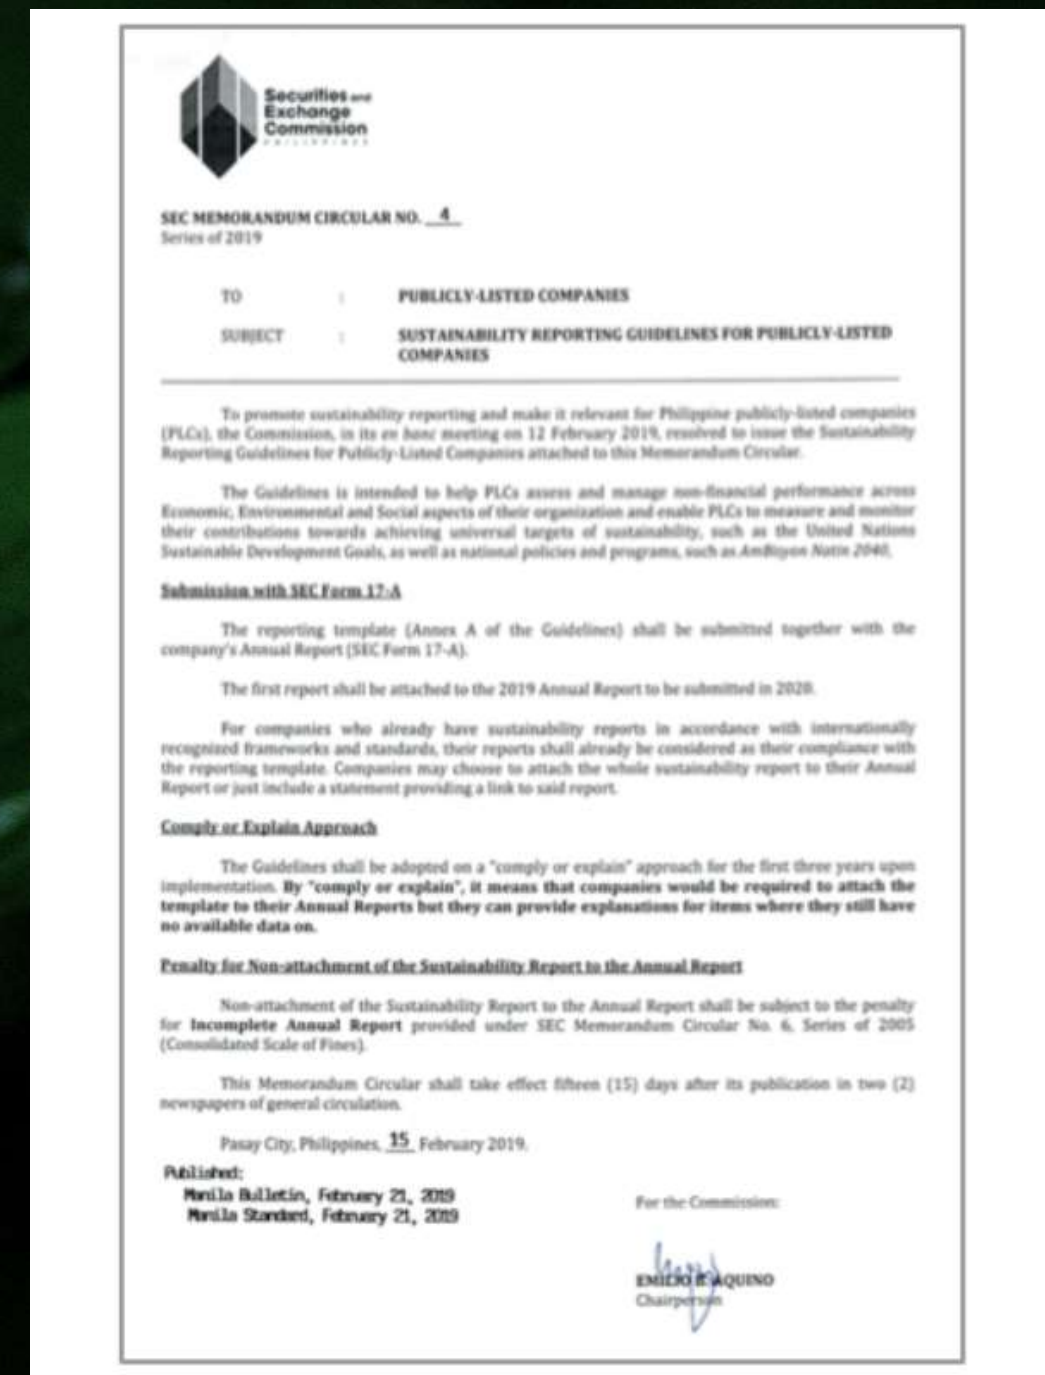 Securities and
Exchange
Commission
PHILIPPINES
SEC MEMORANDUM CIRCULAR NO. 4
Series of 2019
TO : PUBLICLY-LISTED COMPANIES
SUBJECT : SUSTAINABILITY REPORTING GUIDELINES FOR PUBLICLY-LISTED
COMPANIES
To promote sustainability reporting and make it relevant for Philippine publicly-listed companies
(PLCs), the Commission, in its en banc meeting on 12 February 2019, resolved to issue the Sustainability
Reporting Guidelines for Publicly-Listed Companies attached to this Memorandum Circular.
The Guidelines is intended to help PLCs assess and manage non-financial performance across
Economic, Environmental and Social aspects of their organization and enable PLCs to measure and monitor
their contributions towards achieving universal targets of sustainability, such as the United Nations
Sustainable Development Goals, as well as national policies and programs, such as AmBisyon Natin 2040.
Submission with SEC Form 17-A
The reporting template (Annex A of the Guidelines) shall be submitted together with the
company's Annual Report (SEC Form 17-A).
The first report shall be attached to the 2019 Annual Report to be submitted in 2020.
For companies who already have sustainability reports in accordance with internationally
recognized frameworks and standards, their reports shall already be considered as their compliance with
the reporting template. Companies may choose to attach the whole sustainability report to their Annual
Report or just include a statement providing a link to said report.
Comply or Explain Approach
The Guidelines shall be adopted on a "comply or explain" approach for the first three years upon
implementation. By "comply or explain", it means that companies would be required to attach the
template to their Annual Reports but they can provide explanations for items where they still have
no available data on.
Penalty for Non-attachment of the Sustainability Report to the Annual Report
Non-attachment of the Sustainability Report to the Annual Report shall be subject to the penalty
for Incomplete Annual Report provided under SEC Memorandum Circular No. 6, Series of 2005
(Consolidated Scale of Fines).
This Memorandum Circular shall take effect fifteen (15) days after its publication in two (2)
newspapers of general circulation.
Pasay City, Philippines, 15 February 2019.
Published:
Manila Bulletin, February 21, 2019
Manila Standard, February 21, 2019
For the Commission:
EMILIO B. AQUINO
Chairperson